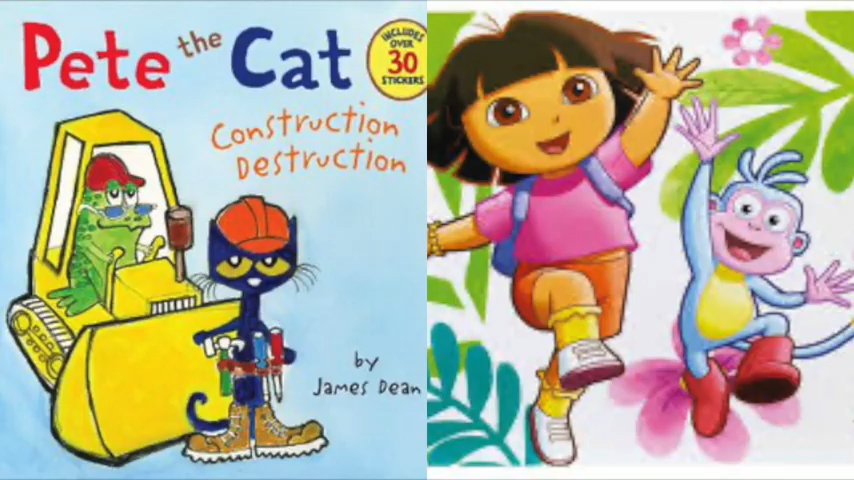 Pete the Cat
INCLUDES
OVER
30
STICKERS
Construction
Destruction
by
James Dean